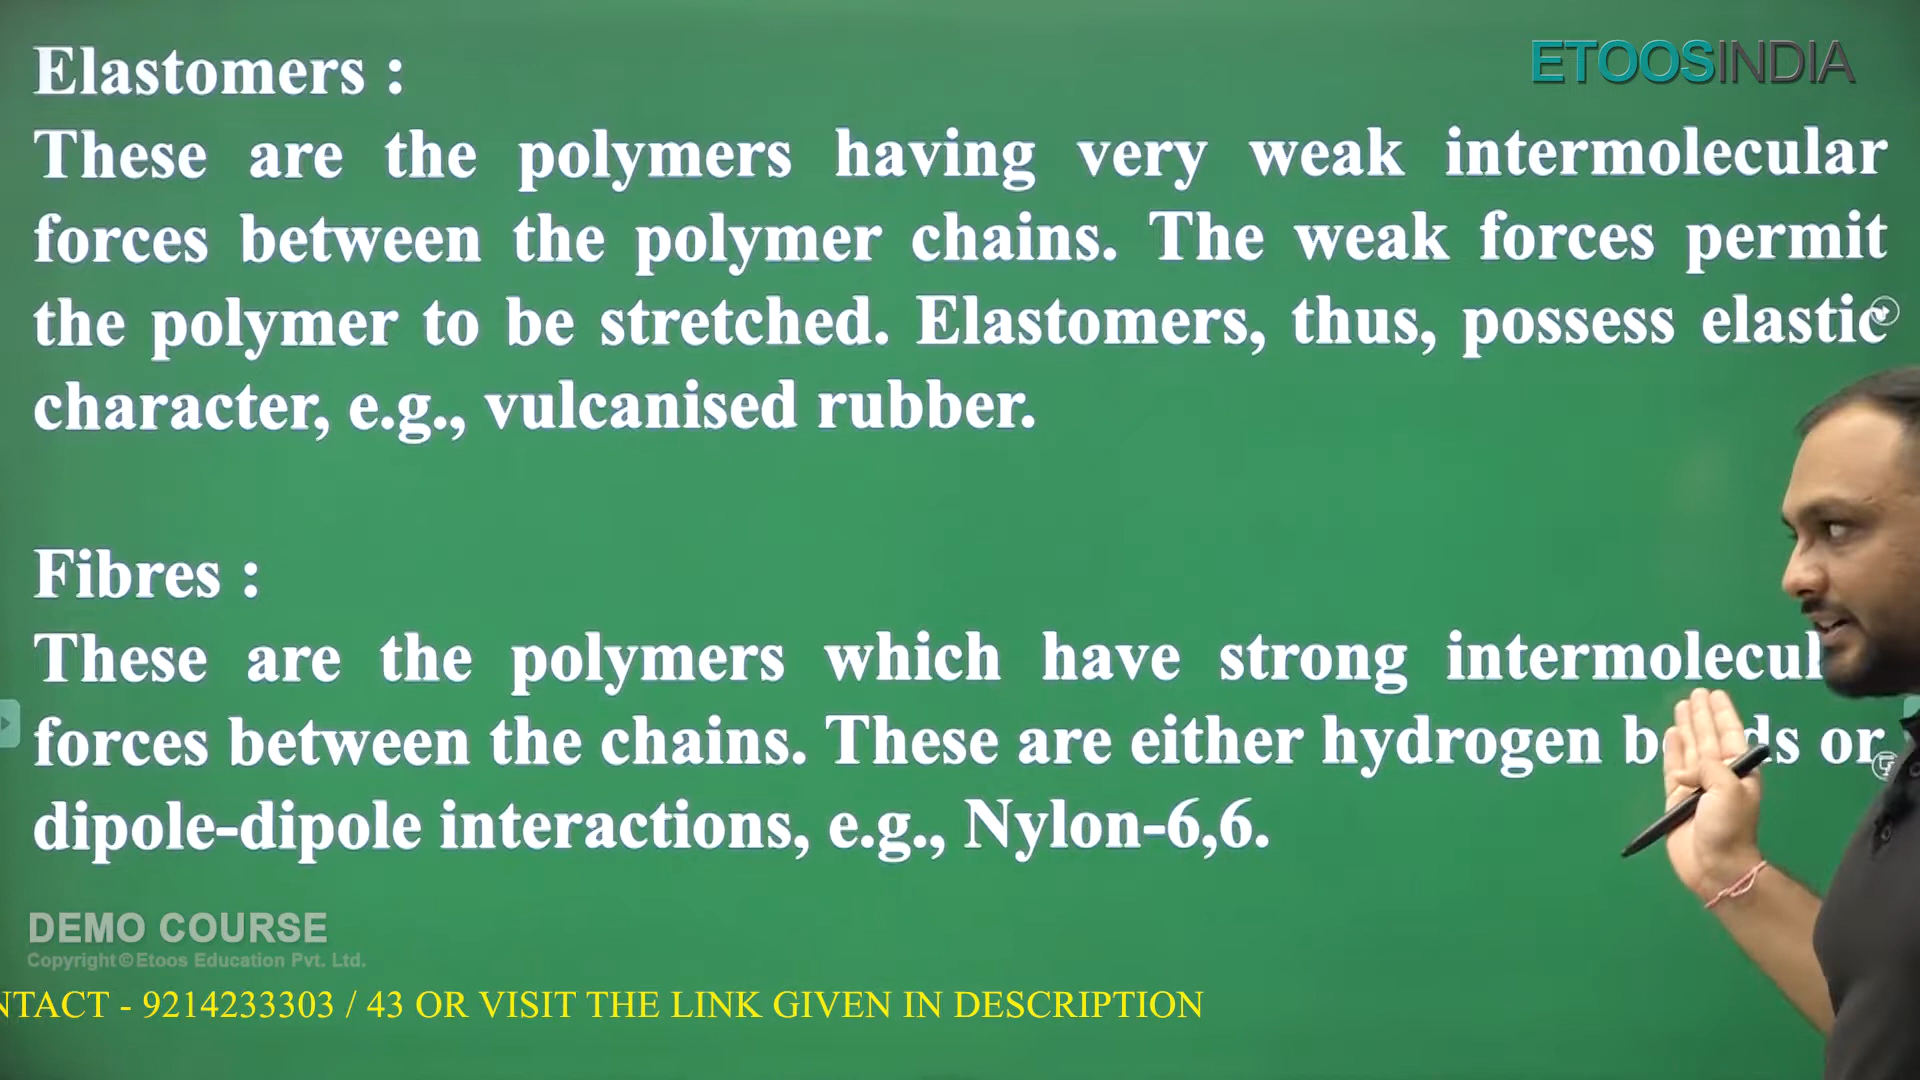 Elastomers :
ETOOSINDIA
These are the polymers having very weak intermolecular
forces between the polymer chains. The weak forces permit
the polymer to be stretched. Elastomers, thus, possess elastic
character, e.g., vulcanised rubber.
Fibres :
These are the polymers which have strong
forces between the chains. These are either hydrogen or
dipole-dipole interactions, e.g., Nylon-6,6.
DEMO COURSE
Copyright©Etoos Education Pvt. Ltd.
- 9214233303 / 43 OR VISIT THE LINK GIVEN IN DESCRIPTION